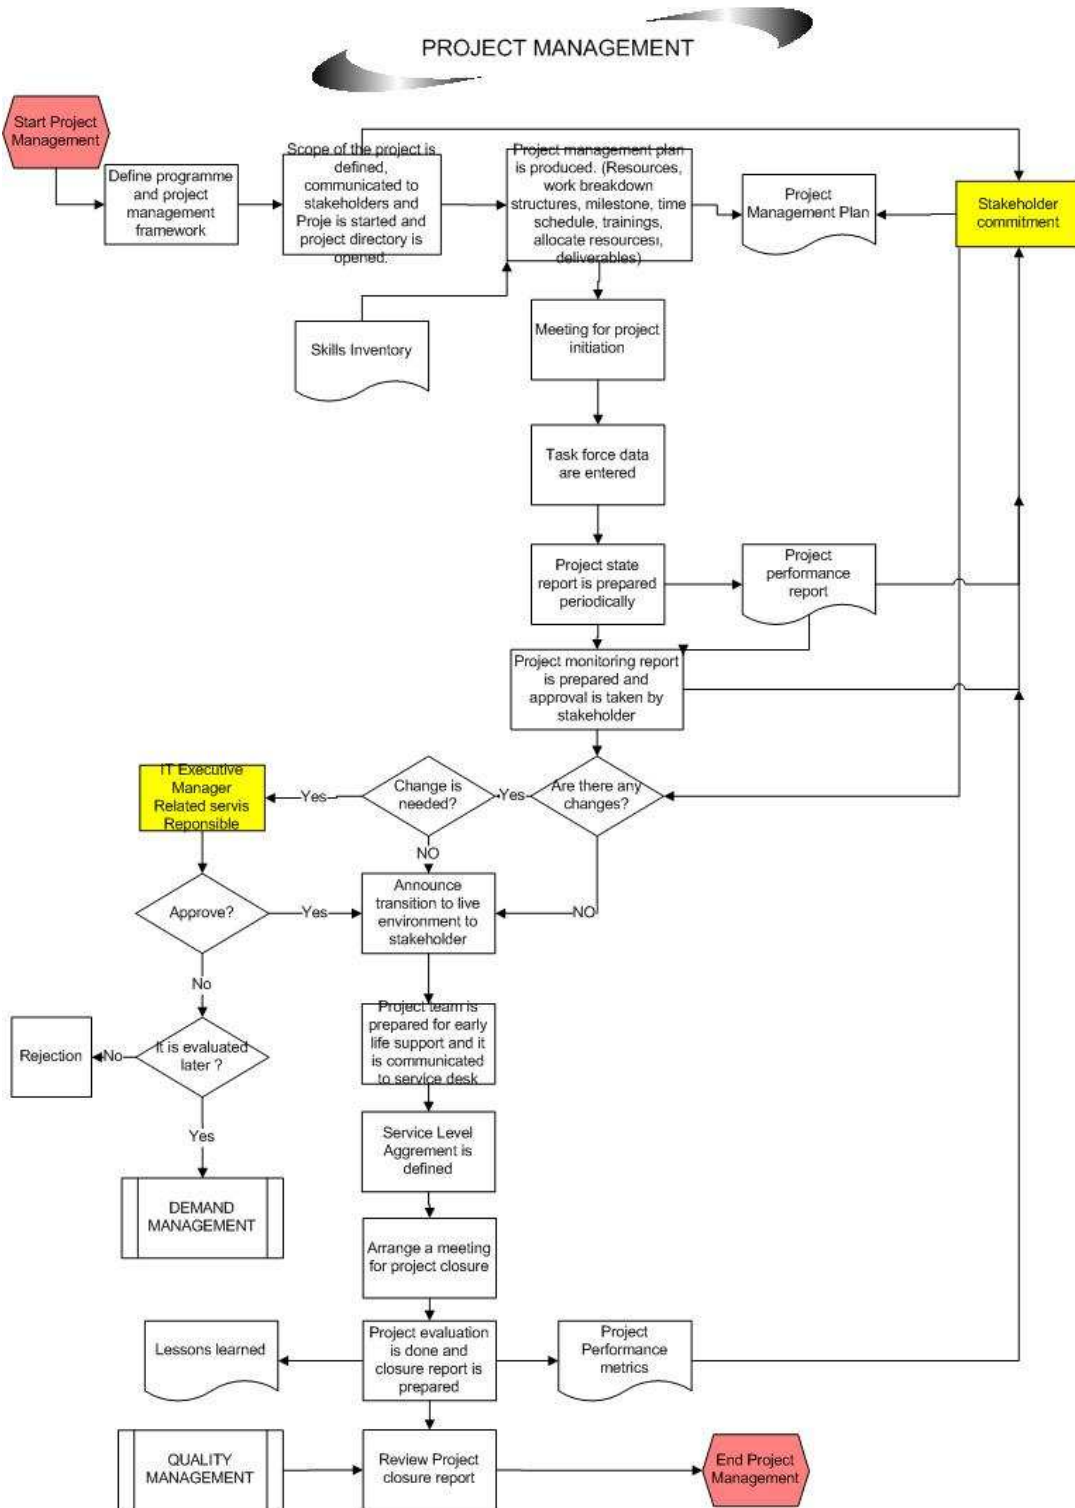 PROJECT MANAGEMENT
Start Project
Management
Define programme
and project
management
framework
Scope of the project is
defined,
communicated to
stakeholders and
Proje is started and
project directory is
opened.
Project management plan
is produced. (Resources,
work breakdown
structures, milestone, time
schedule, trainings,
allocate resourcesı,
deliverables)
Project
Management Plan
Stakeholder
commitment
Skills Inventory
Meeting for project
initiation
Task force data
are entered
Project state
report is prepared
periodically
Project
performance
report
Project monitoring report
is prepared and
approval is taken by
stakeholder
IT Executive
Manager
Related servis
Reponsible
Yes
Change is
needed?
Yes
Are there any
changes?
NO
Approve?
Yes
Announce
transition to live
environment to
stakeholder
NO
No
Project team is
prepared for early
life support and it
is communicated
to service desk
Rejection
No
It is evaluated
later ?
Yes
Service Level
Aggrement is
defined
DEMAND
MANAGEMENT
Arrange a meeting
for project closure
Lessons learned
Project evaluation
is done and
closure report is
prepared
Project
Performance
metrics
QUALITY
MANAGEMENT
Review Project
closure report
End Project
Management